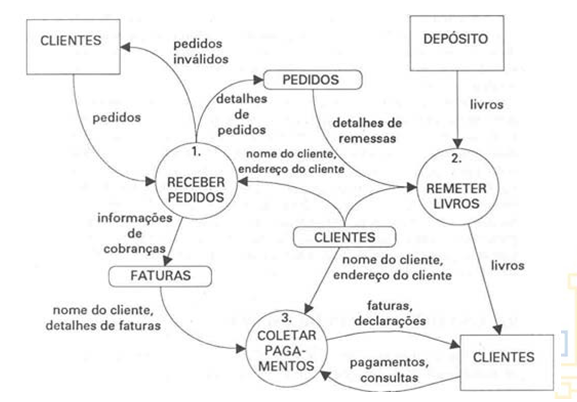 CLIENTES
pedidos
inválidos
DEPÓSITO
PEDIDOS
livros
pedidos
detalhes
de
pedidos
detalhes de
remessas
1.
RECEBER
PEDIDOS
nome do cliente,
endereço do cliente
2.
REMETER
LIVROS
informações
de
cobranças
CLIENTES
nome do cliente,
endereço do cliente
livros
FATURAS
nome do cliente,
detalhes de faturas
3.
COLETAR
PAGA-
MENTOS
faturas,
declarações
pagamentos,
consultas
CLIENTES